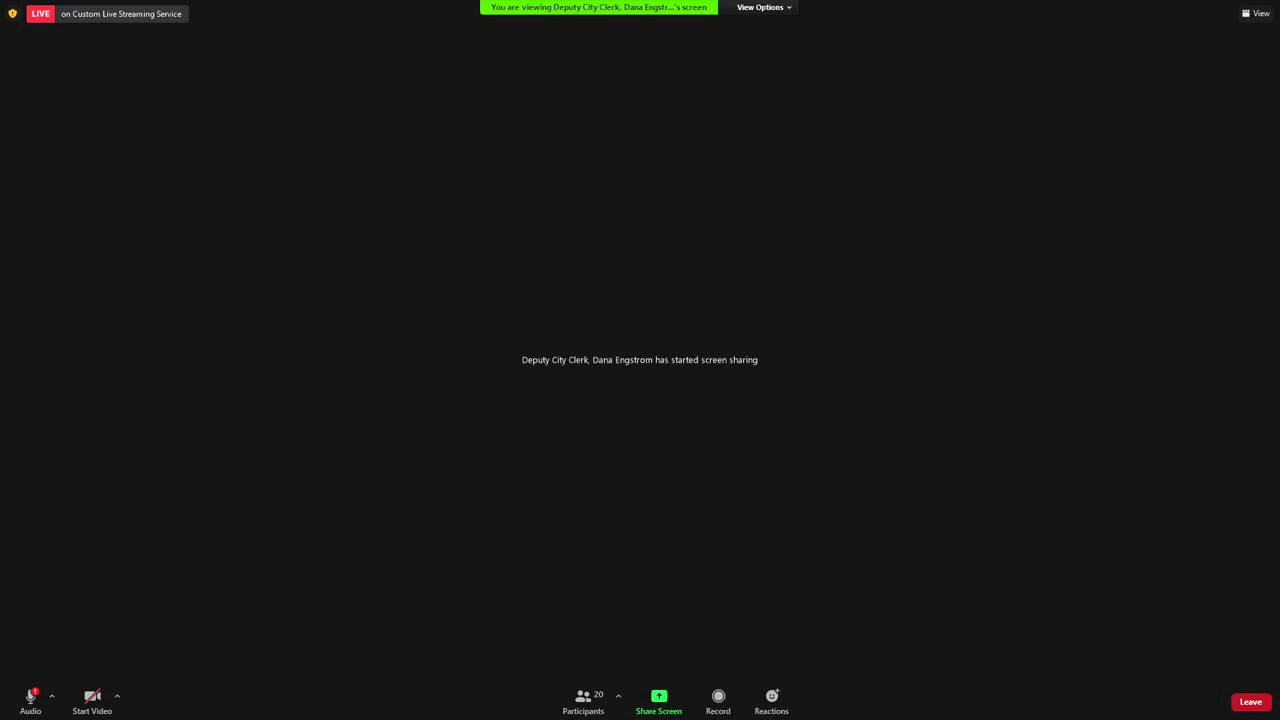 LIVE on Custom Live Streaming Service
You are viewing Deputy City Clerk, Dana Engstr...'s screen
View Options
View
Deputy City Clerk, Dana Engstrom has started screen sharing
Audio
Start Video
20
Participants
Share Screen
Record
Reactions
Leave